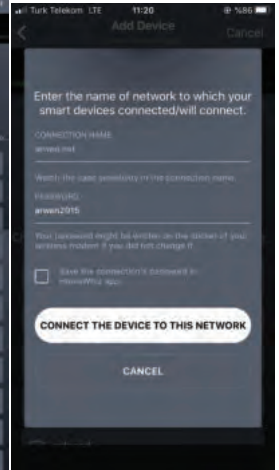 Turk Telekom LTE 11:20 %86
Add Device
Cancel
Enter the name of network to which your
smart devices connected/will connect.
CONNECTION NAME
Watch the case sensitivity in the connection name.
PASSWORD
arwen2015
Your password might be written on the sticker of your
wireless modem if you did not change it.
Save the connection's password in
HomeWhiz app.
CONNECT THE DEVICE TO THIS NETWORK
CANCEL